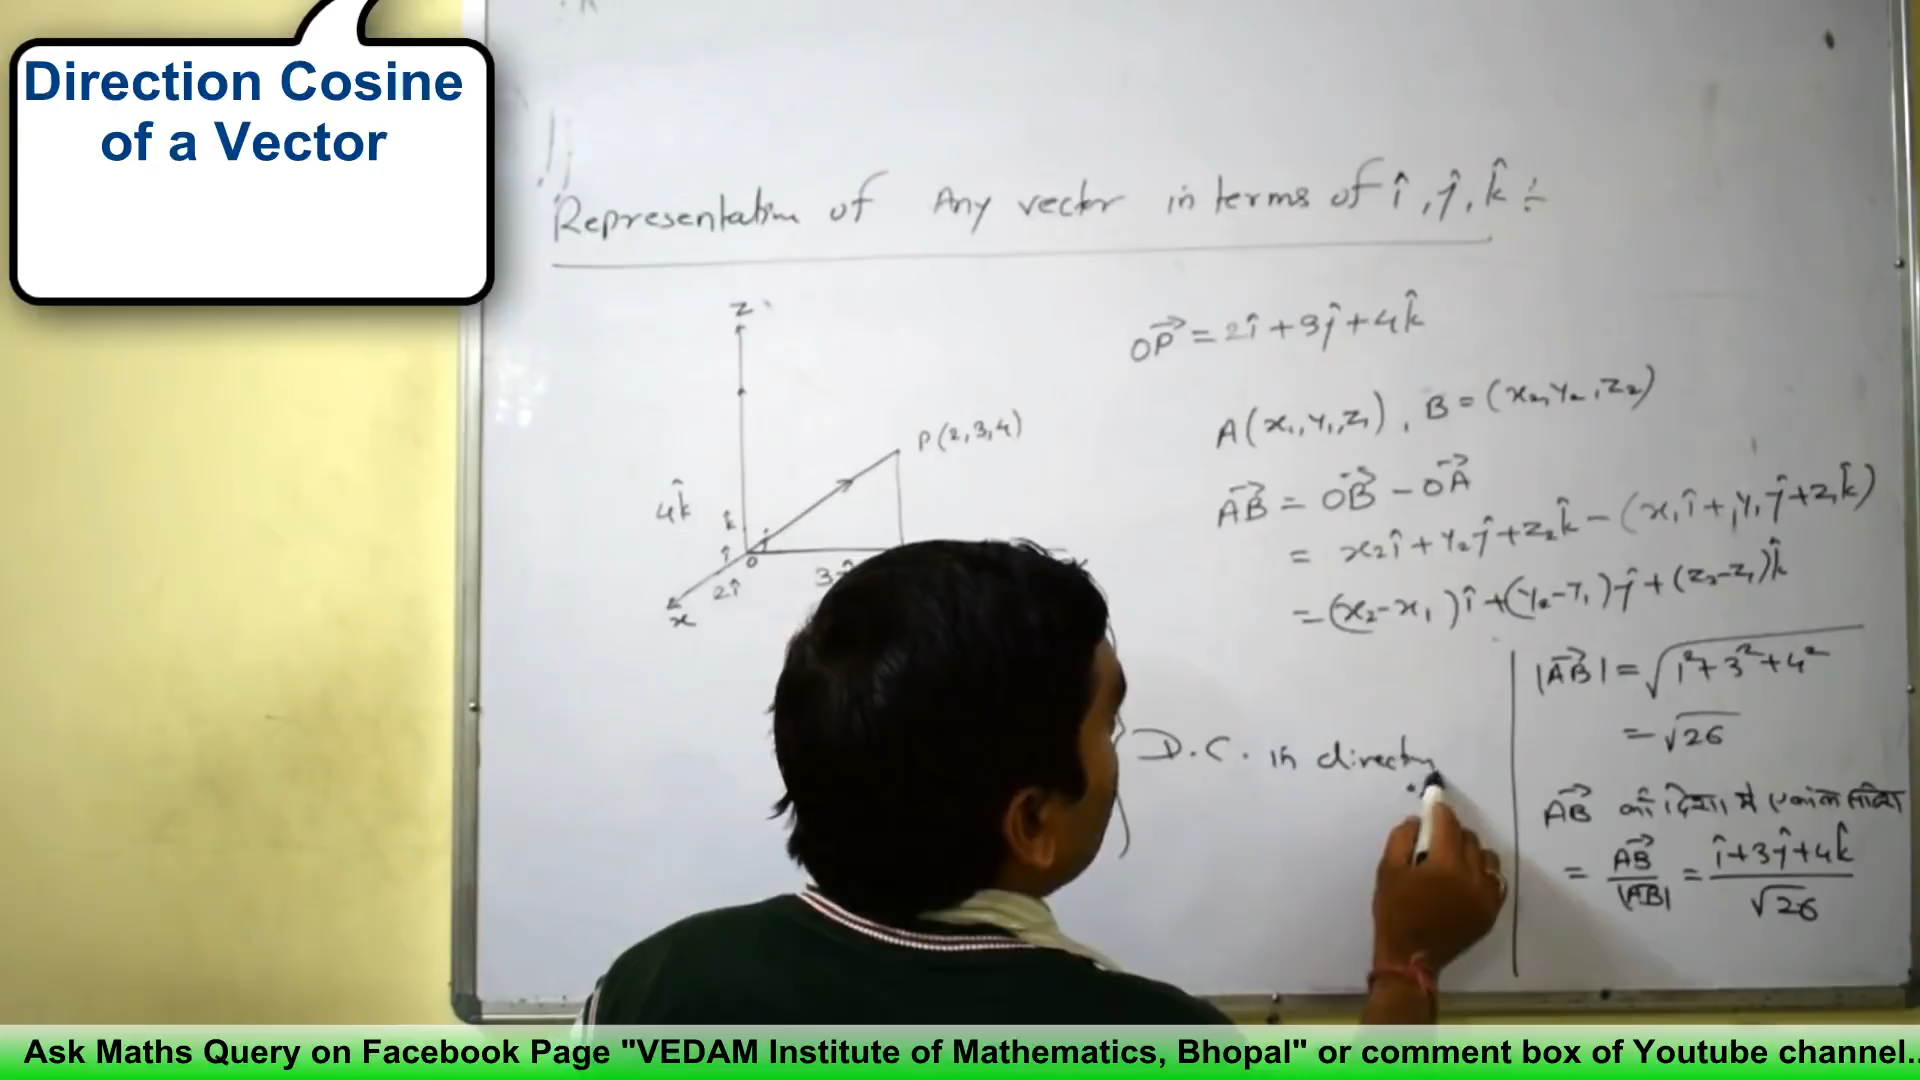 Direction Cosine
of a Vector
Representation of Any vector in terms of î, ĵ, k̂ :-
Z
P(2,3,4)
4k̂
k̂
î
j
O
2î
3
x
OP⃗ = 2î+3ĵ+4k̂
A(x₁,y₁,z₁), B=(x₂,y₂,z₂)
AB⃗ = OB⃗ - OA⃗
= x₂î+y₂ĵ+z₂k̂-(x₁î+y₁ĵ+z₁k̂)
=(x₂-x₁)î+(y₂-y₁)ĵ+(z₂-z₁)k̂
D.C. in direction
|AB⃗| = √1²+3²+4²
= √26
AB⃗ की दिशा में एकांक सदिश
= AB⃗/|AB| = î+3ĵ+4k̂/√26
Ask Maths Query on Facebook Page "VEDAM Institute of Mathematics, Bhopal" or comment box of Youtube channel..